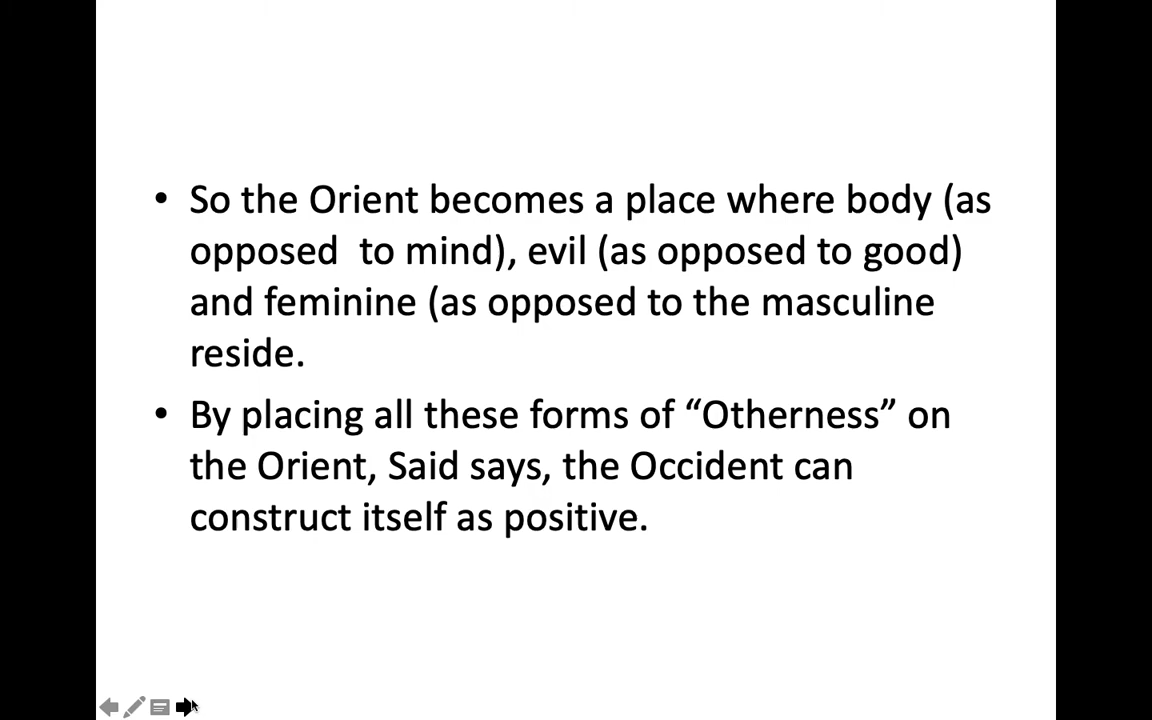 • So the Orient becomes a place where body (as
opposed  to mind), evil (as opposed to good)
and feminine (as opposed to the masculine
reside.
• By placing all these forms of “Otherness” on
the Orient, Said says, the Occident can
construct itself as positive.